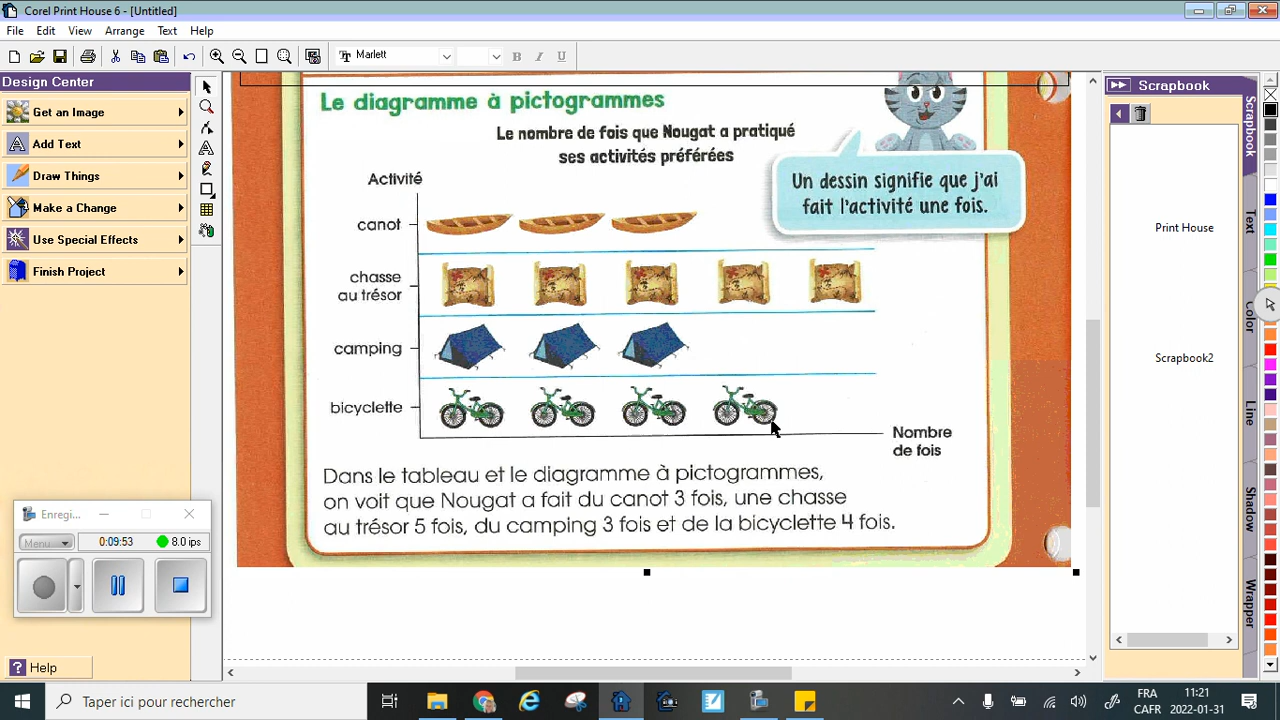 Corel Print House 6 - [Untitled]
File Edit View Arrange Text Help
Marlett
B I U
Design Center
Get an Image
Add Text
Draw Things
Make a Change
Use Special Effects
Finish Project
Le diagramme à pictogrammes
Le nombre de fois que Nougat a pratiqué
ses activités préférées
Un dessin signifie que j'ai
fait l'activité une fois.
Activité
canot
chasse
au trésor
camping
bicyclette
Nombre
de fois
Dans le tableau et le diagramme à pictogrammes,
on voit que Nougat a fait du canot 3 fois, une chasse
au trésor 5 fois, du camping 3 fois et de la bicyclette 4 fois.
Scrapbook
Print House
Scrapbook2
Scrapbook
Text
Color
Line
Shadow
Wrapper
Enregi...
Menu
0:09:53
8.0 ips
Help
Taper ici pour rechercher
FRA
CAFR
11:21
2022-01-31